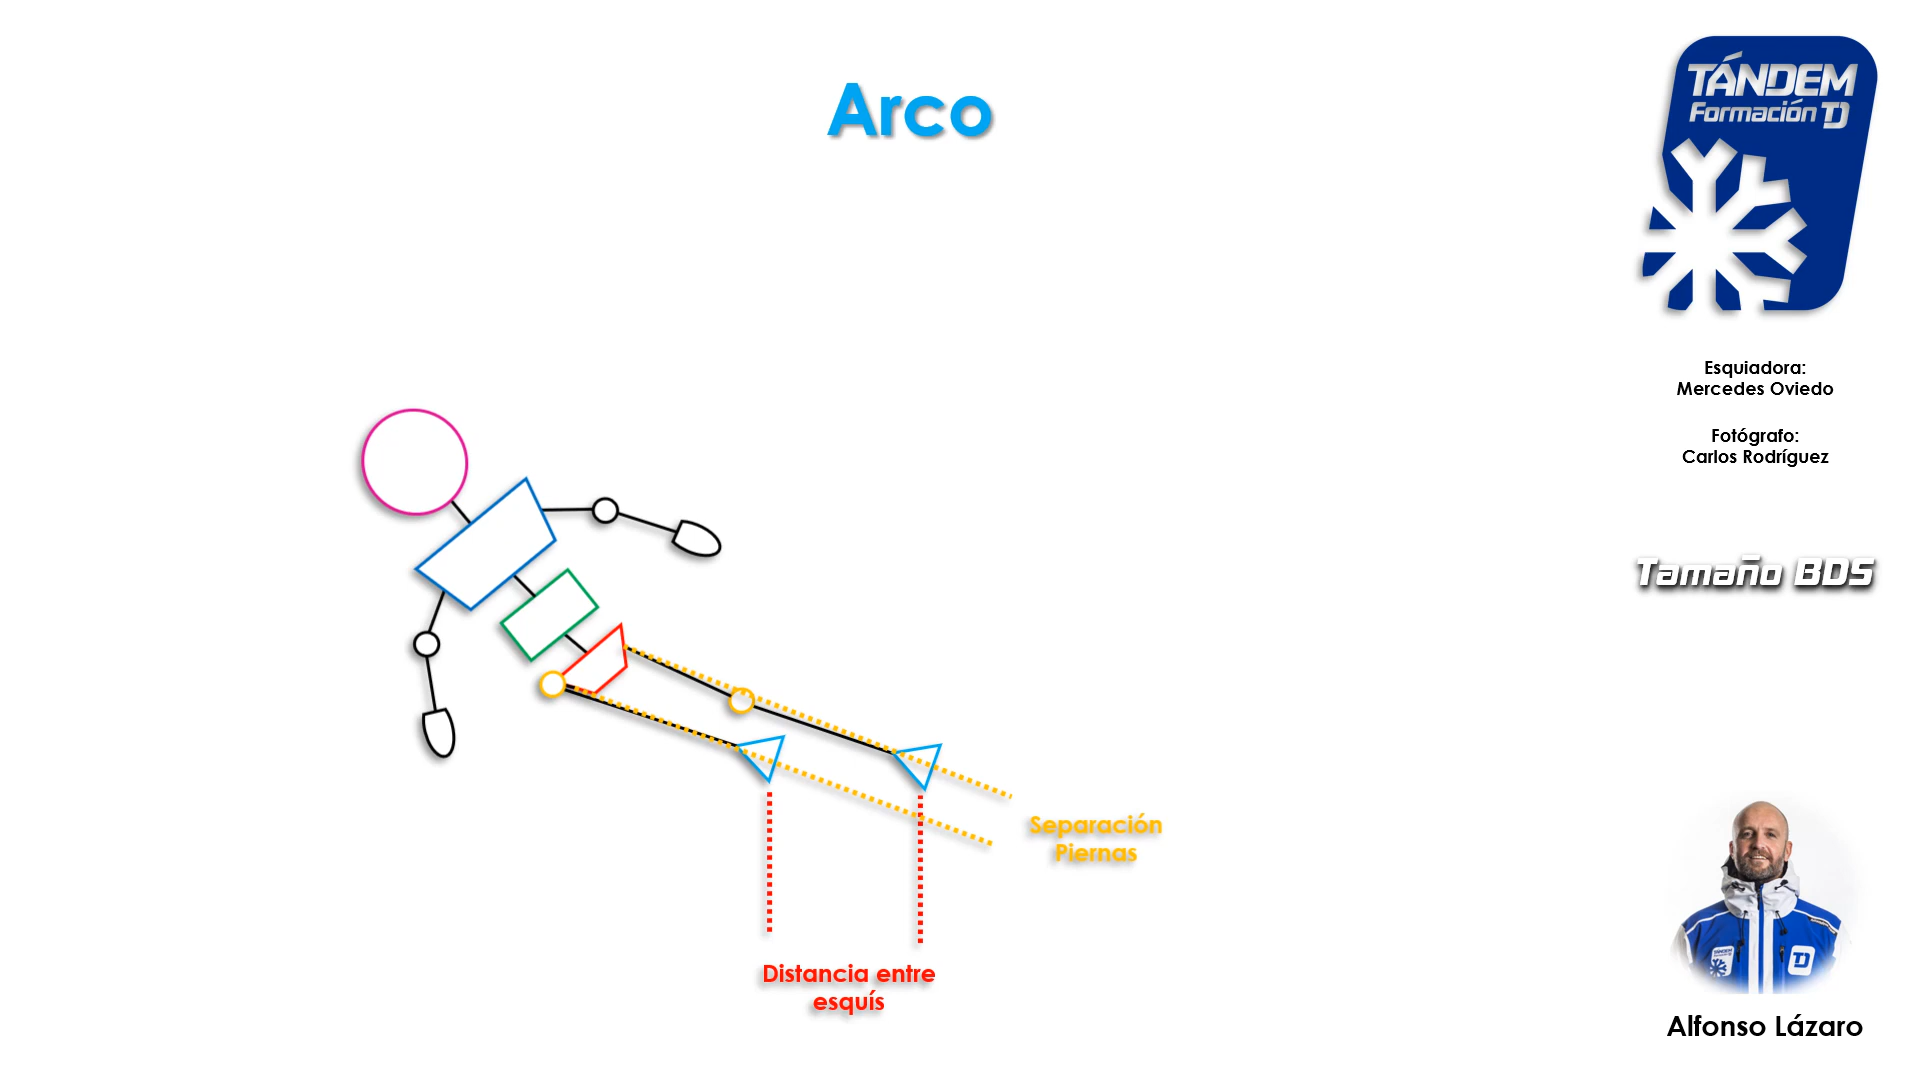 Arco
TÁNDEM
Formación TD
Esquiadora:
Mercedes Oviedo
Fotógrafo:
Carlos Rodríguez
Tamaño BDS
Separación
Piernas
Distancia entre
esquís
Alfonso Lázaro